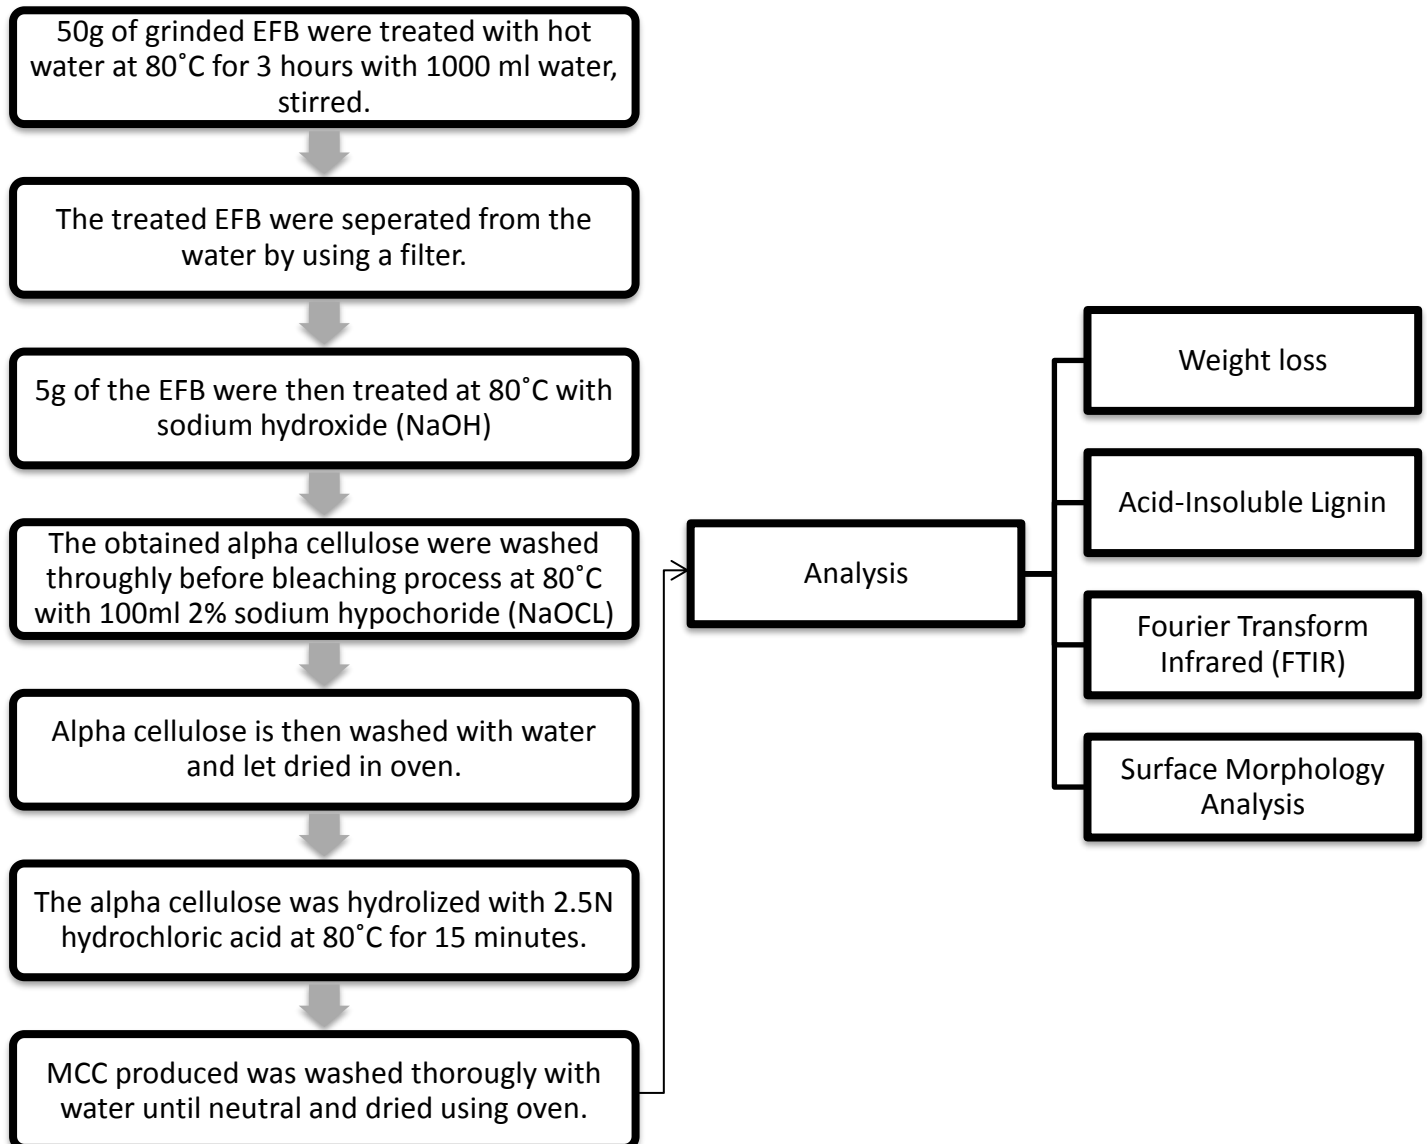 50g of grinded EFB were treated with hot
water at 80˚C for 3 hours with 1000 ml water,
stirred.
The treated EFB were seperated from the
water by using a filter.
5g of the EFB were then treated at 80˚C with
sodium hydroxide (NaOH)
The obtained alpha cellulose were washed
throughly before bleaching process at 80˚C
with 100ml 2% sodium hypochoride (NaOCL)
Alpha cellulose is then washed with water
and let dried in oven.
The alpha cellulose was hydrolized with 2.5N
hydrochloric acid at 80˚C for 15 minutes.
MCC produced was washed thorougly with
water until neutral and dried using oven.
Analysis
Weight loss
Acid-Insoluble Lignin
Fourier Transform
Infrared (FTIR)
Surface Morphology
Analysis